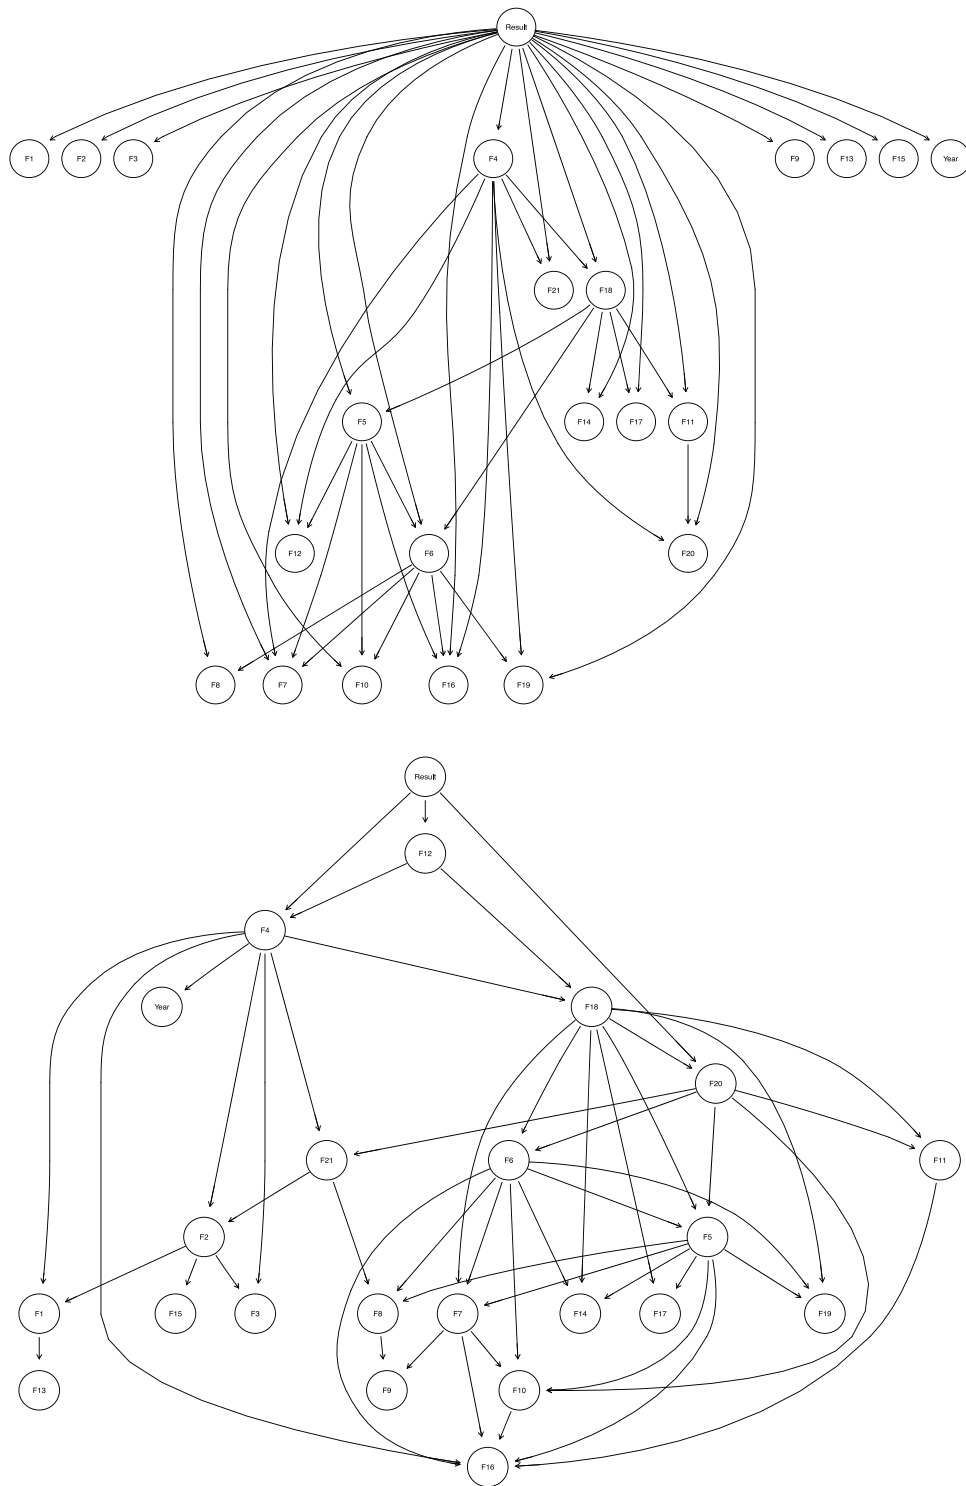 Result
F1 F2 F3 F4 F9 F13 F15 Year
F21 F18
F5 F14 F17 F11
F12 F6 F20
F8 F7 F10 F16 F19
Result
F12
F4
Year F18
F20
F21 F6 F11
F2 F5
F1 F15 F3 F8 F7 F14 F17 F19
F13 F9 F10
F16